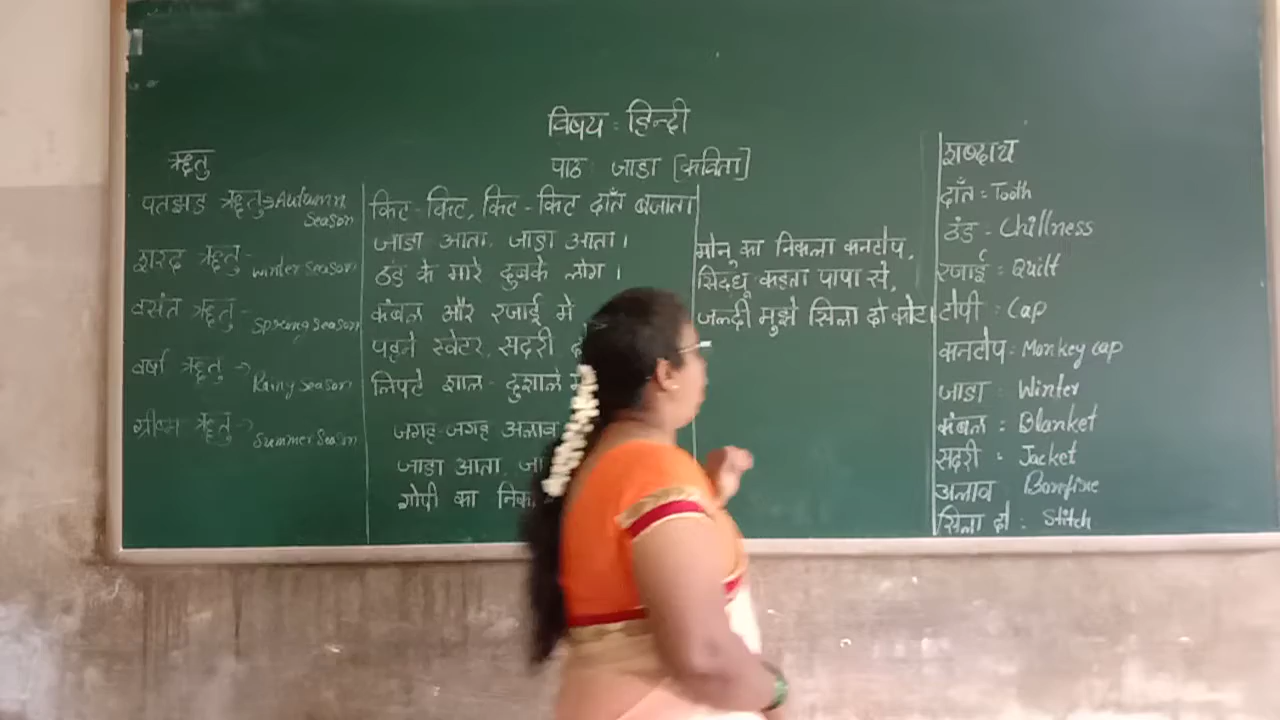 विषय : हिन्दी
पाठ : जाडा [कविता]
ऋतु
पतझड ऋतु → Autumn
Season
शरद ऋतु -
winter season
वसंत ऋतु -
Spring season
वर्षा ऋतु →
Rainy season
ग्रीष्म ऋतु →
Summer season
किट-किट, किट-किट दाँत बजाता
जाडा आता, जाडा आता।
ठंड के मारे दुबके लोग।
कंबल और रजाई मे
पहने स्वेटर, सदरी
लिपटे शाल - दुशाले
जगह-जगह अलाव
जाडा आता,
गोपी का
मोनू का निकला कनटोप,
सिद्धू कहता पापा से,
जल्दी मुझे सिला दो कोट।
शब्दार्थ
दाँत = Tooth
ठंड - Chillness
रजाई : Quilt
टोपी : Cap
कनटोप : Monkey cap
जाडा : Winter
कंबल : Blanket
सदरी : Jacket
अलाव Bonfire
सिला दो : Stitch